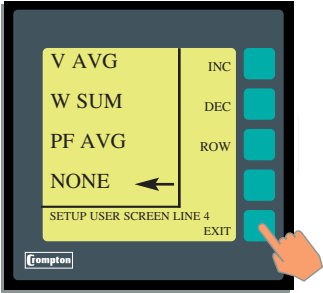 V AVG
INC
W SUM
DEC
PF AVG
ROW
NONE
SETUP USER SCREEN LINE 4
EXIT
Crompton